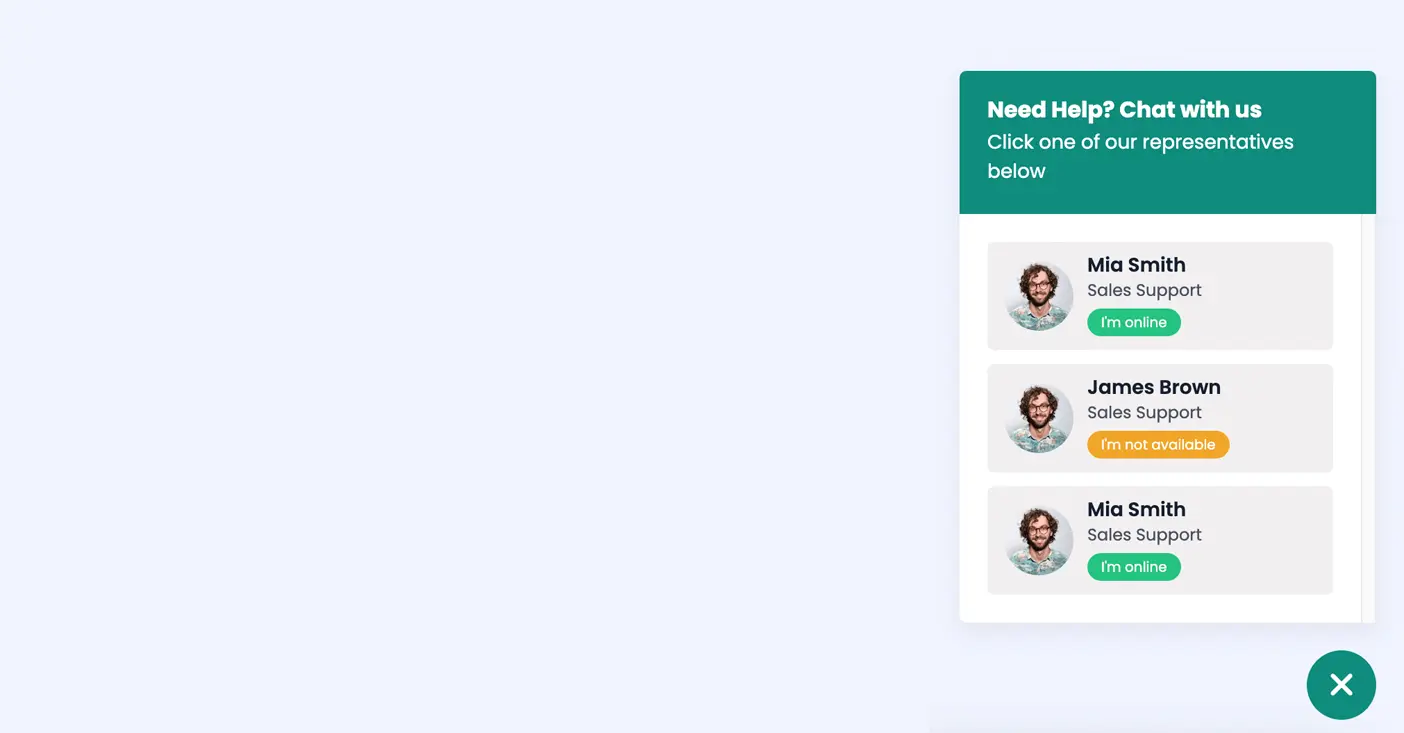 Need Help? Chat with us
Click one of our representatives
below
Mia Smith
Sales Support
I'm online
James Brown
Sales Support
I'm not available
Mia Smith
Sales Support
I'm online